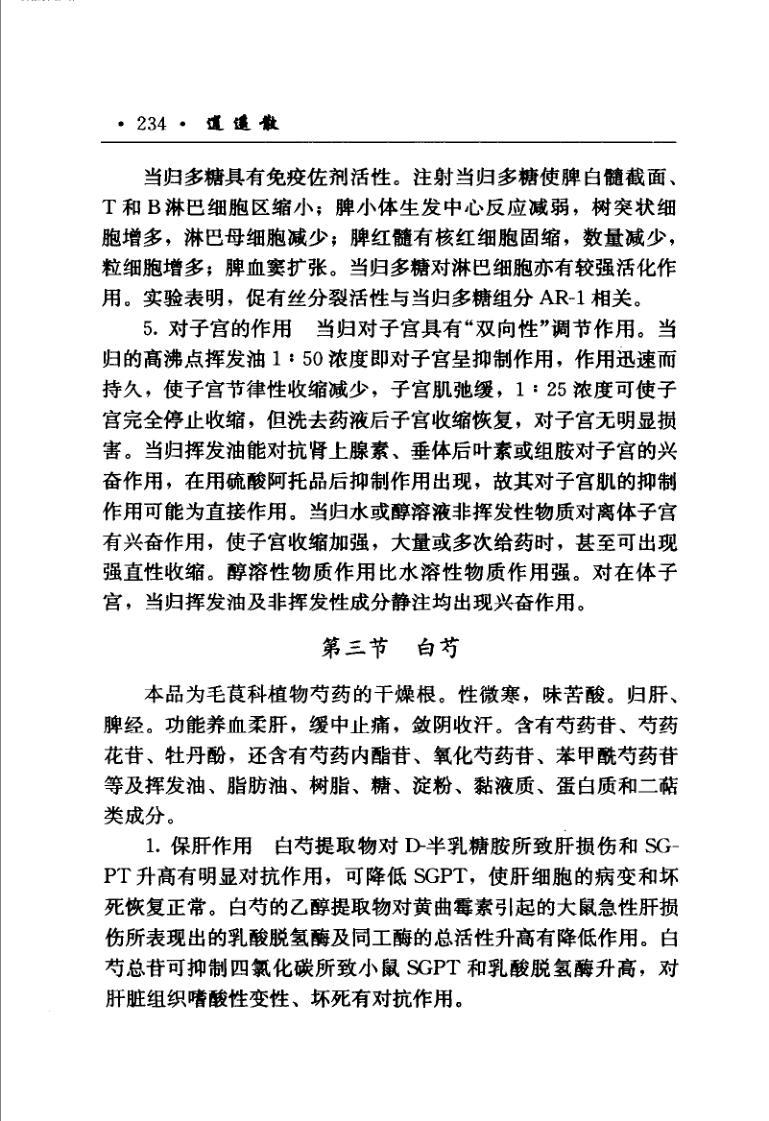 · 234 · 逍遥散
当归多糖具有免疫佐剂活性。注射当归多糖使脾白髓截面、
T 和 B 淋巴细胞区缩小；脾小体生发中心反应减弱，树突状细
胞增多，淋巴母细胞减少；脾红髓有核红细胞固缩，数量减少，
粒细胞增多；脾血窦扩张。当归多糖对淋巴细胞亦有较强活化作
用。实验表明，促有丝分裂活性与当归多糖组分 AR-1 相关。
5. 对子宫的作用　当归对子宫具有“双向性”调节作用。当
归的高沸点挥发油 1∶50 浓度即对子宫呈抑制作用，作用迅速而
持久，使子宫节律性收缩减少，子宫肌弛缓，1∶25 浓度可使子
宫完全停止收缩，但洗去药液后子宫收缩恢复，对子宫无明显损
害。当归挥发油能对抗肾上腺素、垂体后叶素或组胺对子宫的兴
奋作用，在用硫酸阿托品后抑制作用出现，故其对子宫肌的抑制
作用可能为直接作用。当归水或醇溶液非挥发性物质对离体子宫
有兴奋作用，使子宫收缩加强，大量或多次给药时，甚至可出现
强直性收缩。醇溶性物质作用比水溶性物质作用强。对在体子
宫，当归挥发油及非挥发性成分静注均出现兴奋作用。
第三节　白芍
本品为毛茛科植物芍药的干燥根。性微寒，味苦酸。归肝、
脾经。功能养血柔肝，缓中止痛，敛阴收汗。含有芍药苷、芍药
花苷、牡丹酚，还含有芍药内酯苷、氧化芍药苷、苯甲酰芍药苷
等及挥发油、脂肪油、树脂、糖、淀粉、黏液质、蛋白质和二萜
类成分。
1. 保肝作用　白芍提取物对 D-半乳糖胺所致肝损伤和 SG-
PT 升高有明显对抗作用，可降低 SGPT，使肝细胞的病变和坏
死恢复正常。白芍的乙醇提取物对黄曲霉素引起的大鼠急性肝损
伤所表现出的乳酸脱氢酶及同工酶的总活性升高有降低作用。白
芍总苷可抑制四氯化碳所致小鼠 SGPT 和乳酸脱氢酶升高，对
肝脏组织嗜酸性变性、坏死有对抗作用。